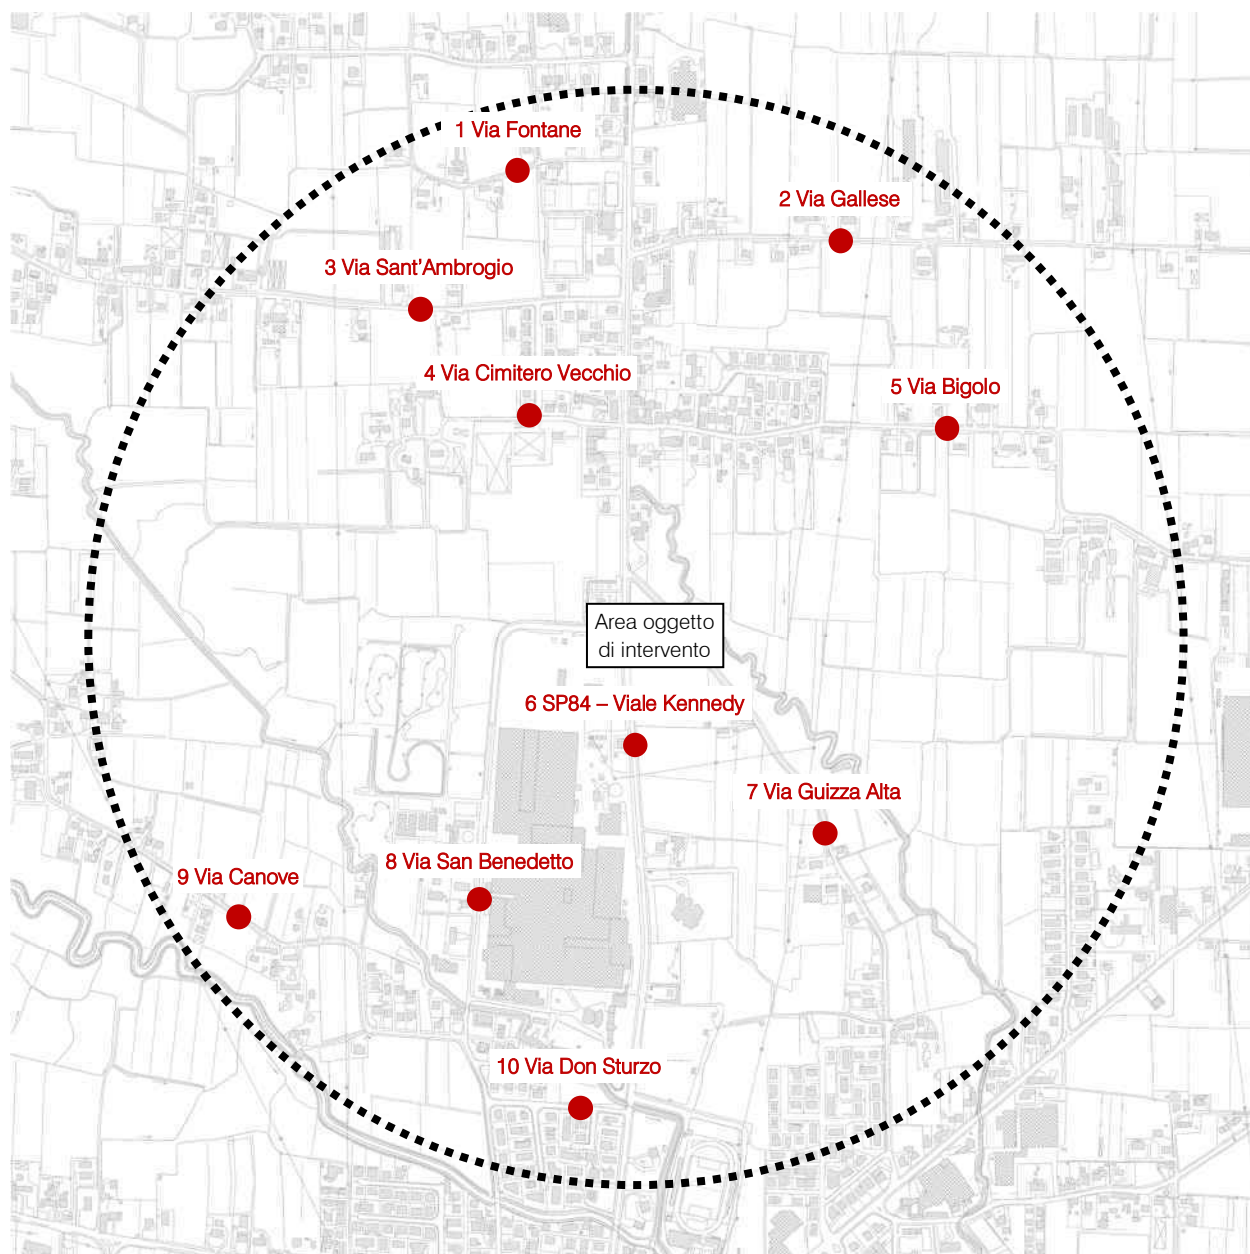 1 Via Fontane
2 Via Gallese
3 Via Sant'Ambrogio
4 Via Cimitero Vecchio
5 Via Bigolo
Area oggetto
di intervento
6 SP84 – Viale Kennedy
7 Via Guizza Alta
8 Via San Benedetto
9 Via Canove
10 Via Don Sturzo